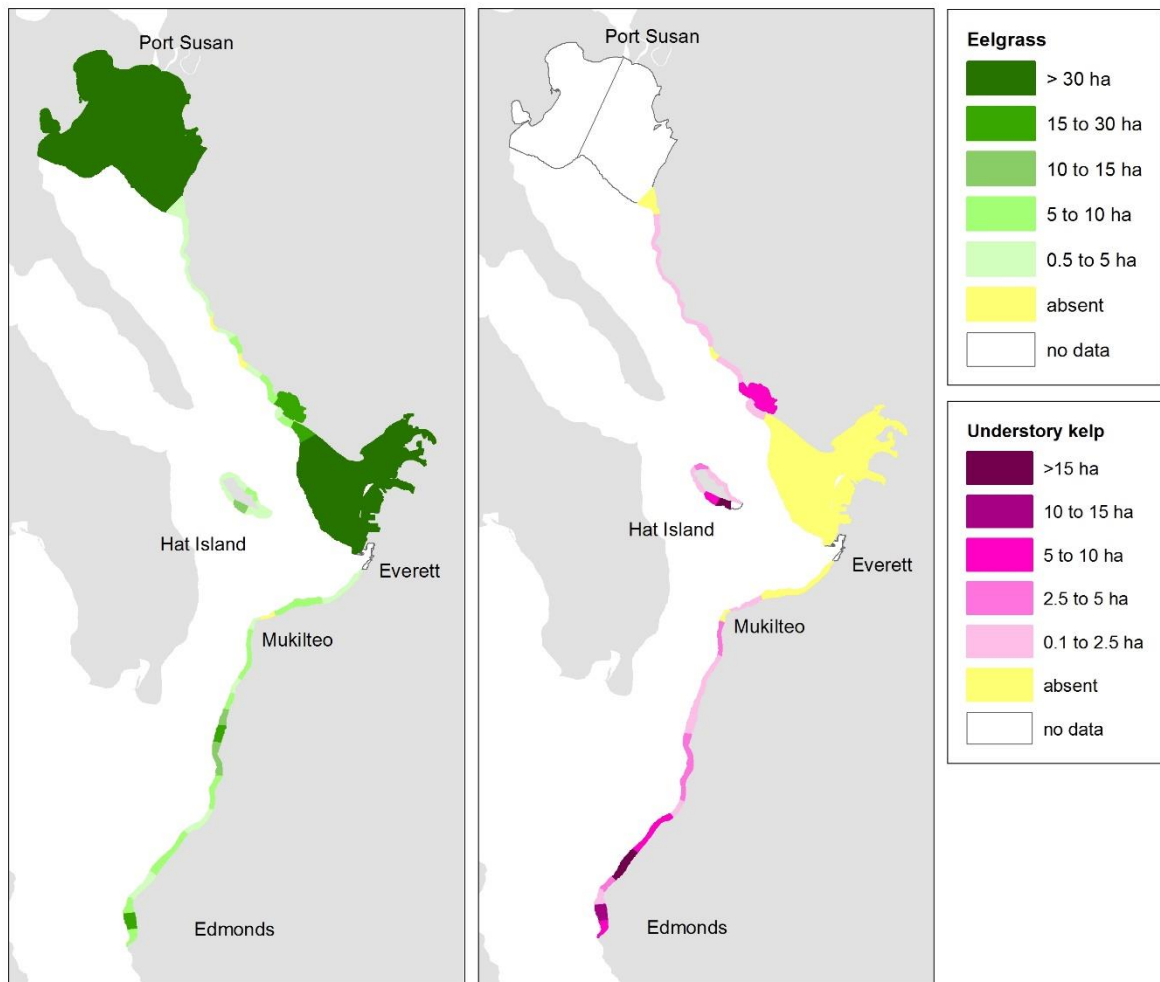 Port Susan
Hat Island
Everett
Mukilteo
Edmonds
Port Susan
Hat Island
Everett
Mukilteo
Edmonds
Eelgrass
> 30 ha
15 to 30 ha
10 to 15 ha
5 to 10 ha
0.5 to 5 ha
absent
no data
Understory kelp
>15 ha
10 to 15 ha
5 to 10 ha
2.5 to 5 ha
0.1 to 2.5 ha
absent
no data